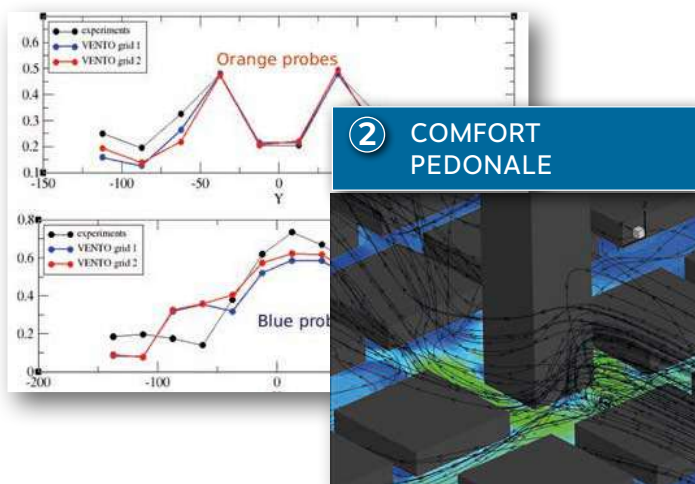 experiments
VENTO grid 1
VENTO grid 2
Orange probes
0.6
0.5
0.4
0.3
0.2
0.1
-150
-100
-50
0
Y
2 COMFORT
PEDONALE
experiments
VENTO grid 1
VENTO grid 2
Blue prob
0.8
0.6
0.4
0.2
0
-200
-100
0